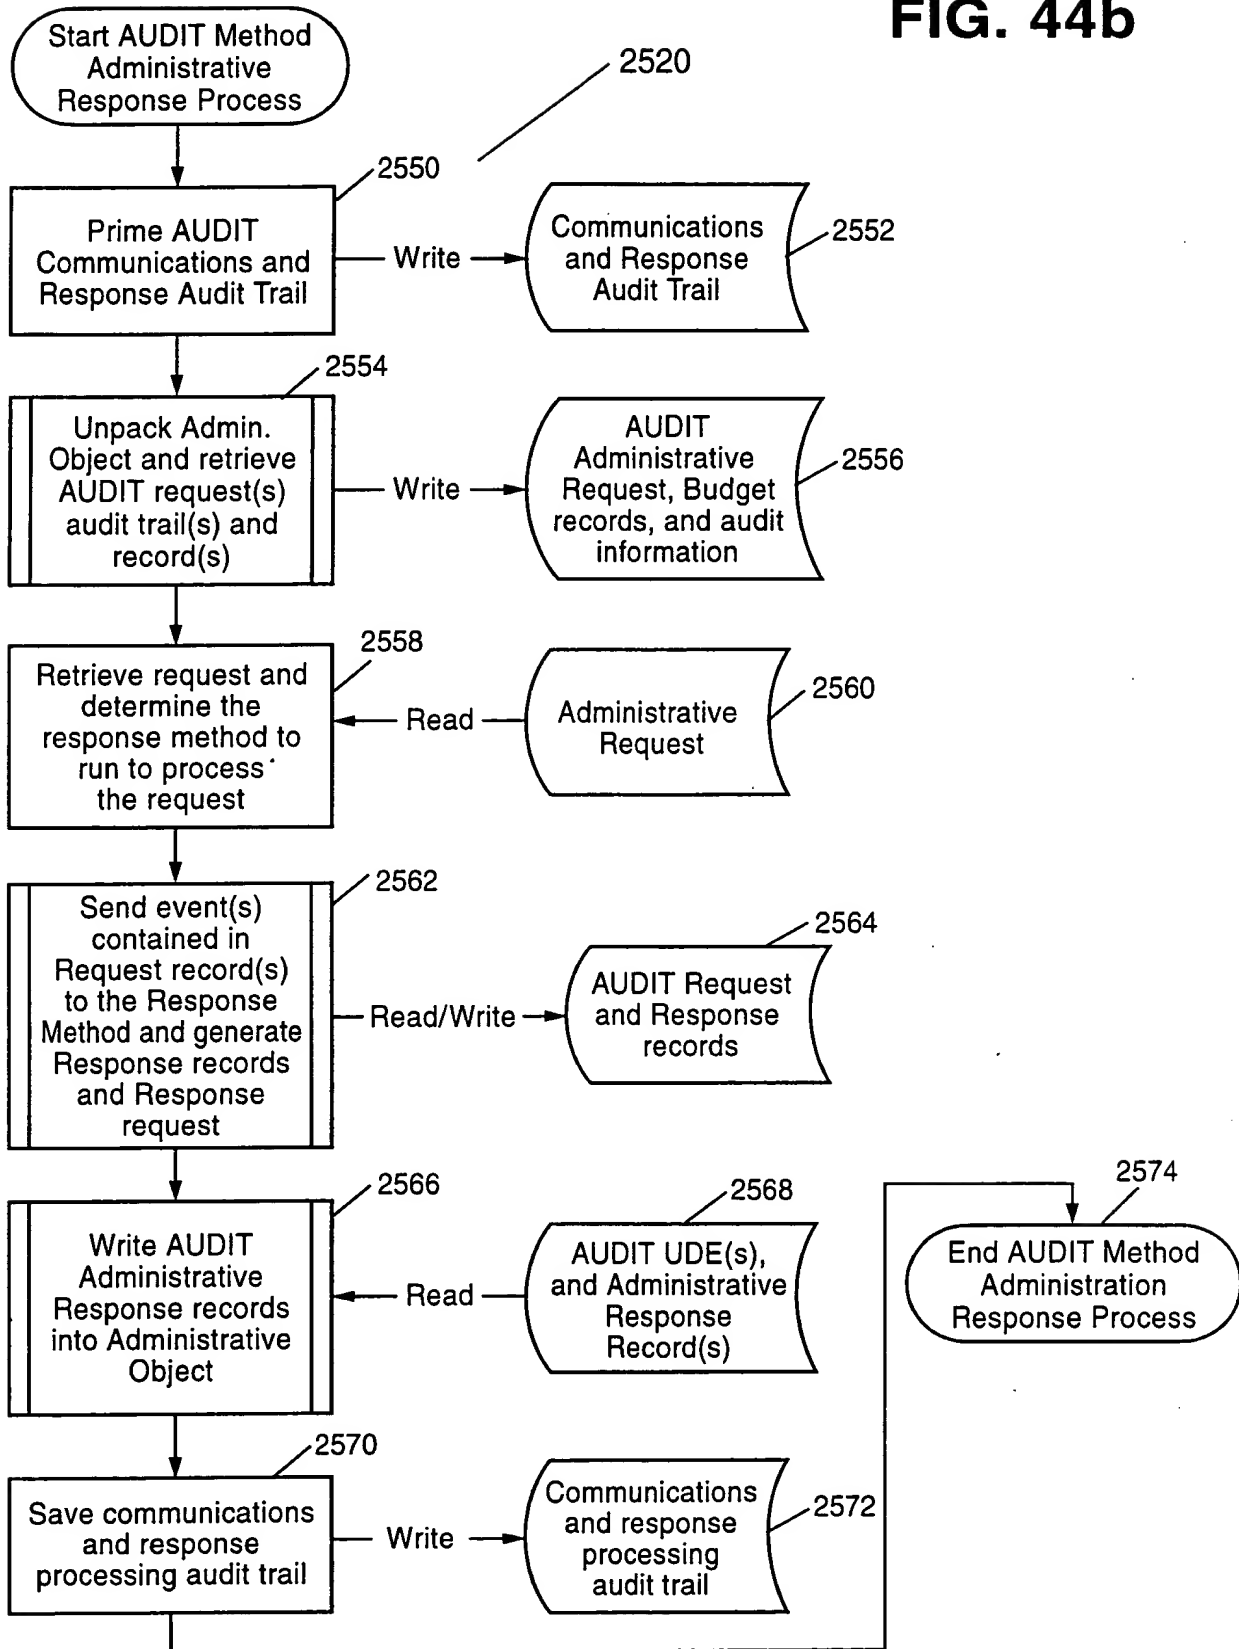 FIG. 44b
Start AUDIT Method
Administrative
Response Process
2520
2550
Prime AUDIT
Communications and
Response Audit Trail
Write
Communications
and Response
Audit Trail
2552
2554
Unpack Admin.
Object and retrieve
AUDIT request(s)
audit trail(s) and
record(s)
Write
AUDIT
Administrative
Request, Budget
records, and audit
information
2556
2558
Retrieve request and
determine the
response method to
run to process
the request
Read
Administrative
Request
2560
2562
Send event(s)
contained in
Request record(s)
to the Response
Method and generate
Response records
and Response
request
Read/Write
AUDIT Request
and Response
records
2564
2566
Write AUDIT
Administrative
Response records
into Administrative
Object
Read
AUDIT UDE(s),
and Administrative
Response
Record(s)
2568
2570
Save communications
and response
processing audit trail
Write
Communications
and response
processing
audit trail
2572
2574
End AUDIT Method
Administration
Response Process